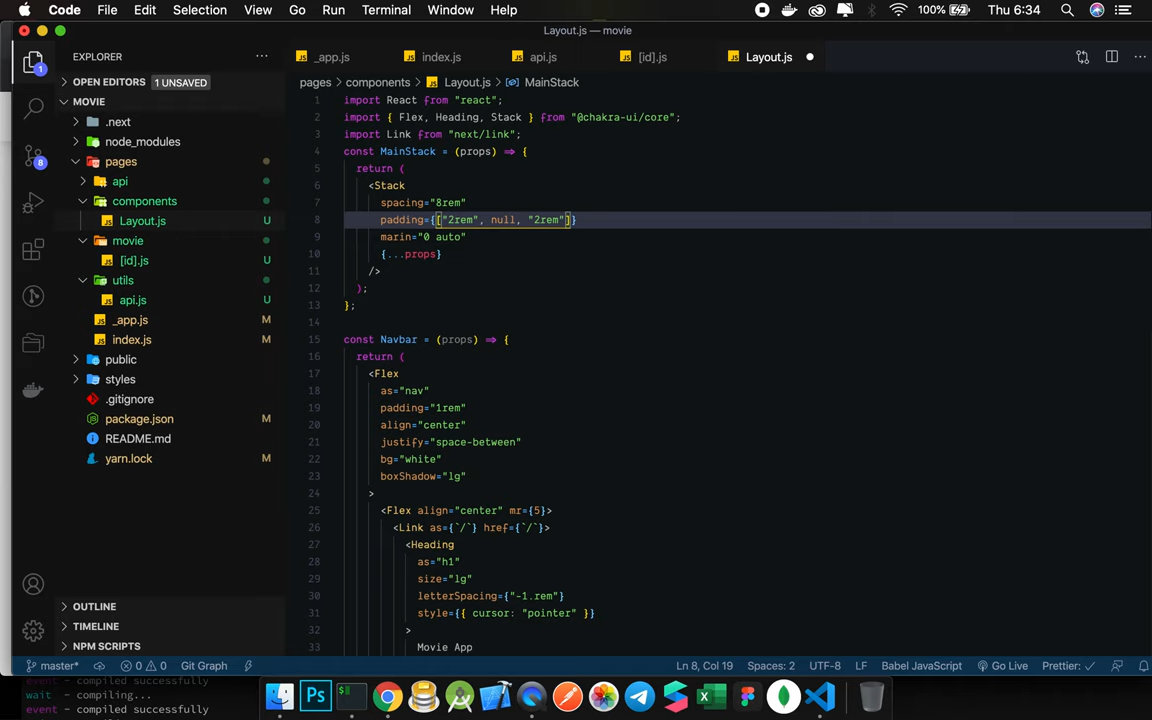 Code File Edit Selection View Go Run Terminal Window Help 100% Thu 6:34
Layout.js — movie
EXPLORER
_app.js index.js api.js [id].js Layout.js
OPEN EDITORS 1 UNSAVED
pages > components > Layout.js > MainStack
MOVIE
.next
node_modules
pages
api
components
Layout.js U
movie
[id].js U
utils
api.js U
_app.js M
index.js M
public
styles
.gitignore
package.json M
README.md
yarn.lock M
OUTLINE
TIMELINE
NPM SCRIPTS
1
8
1 import React from "react";
2 import { Flex, Heading, Stack } from "@chakra-ui/core";
3 import Link from "next/link";
4 const MainStack = (props) ⇒ {
5 return (
6 <Stack
7 spacing="8rem"
8 padding={["2rem", null, "2rem"]}
9 marin="0 auto"
10 {...props}
11 />
12 );
13 };
14
15 const Navbar = (props) ⇒ {
16 return (
17 <Flex
18 as="nav"
19 padding="1rem"
20 align="center"
21 justify="space-between"
22 bg="white"
23 boxShadow="lg"
24 >
25 <Flex align="center" mr={5}>
26 <Link as={`/`} href={`/`}>
27 <Heading
28 as="h1"
29 size="lg"
30 letterSpacing={"-1.rem"}
31 style={{ cursor: "pointer" }}
32 >
33 Movie App
master* 0 0 Git Graph Ln 8, Col 19 Spaces: 2 UTF-8 LF Babel JavaScript Go Live Prettier: ✓
event - compiled successfully
wait - compiling...
event - compiled successfully
Ps
$